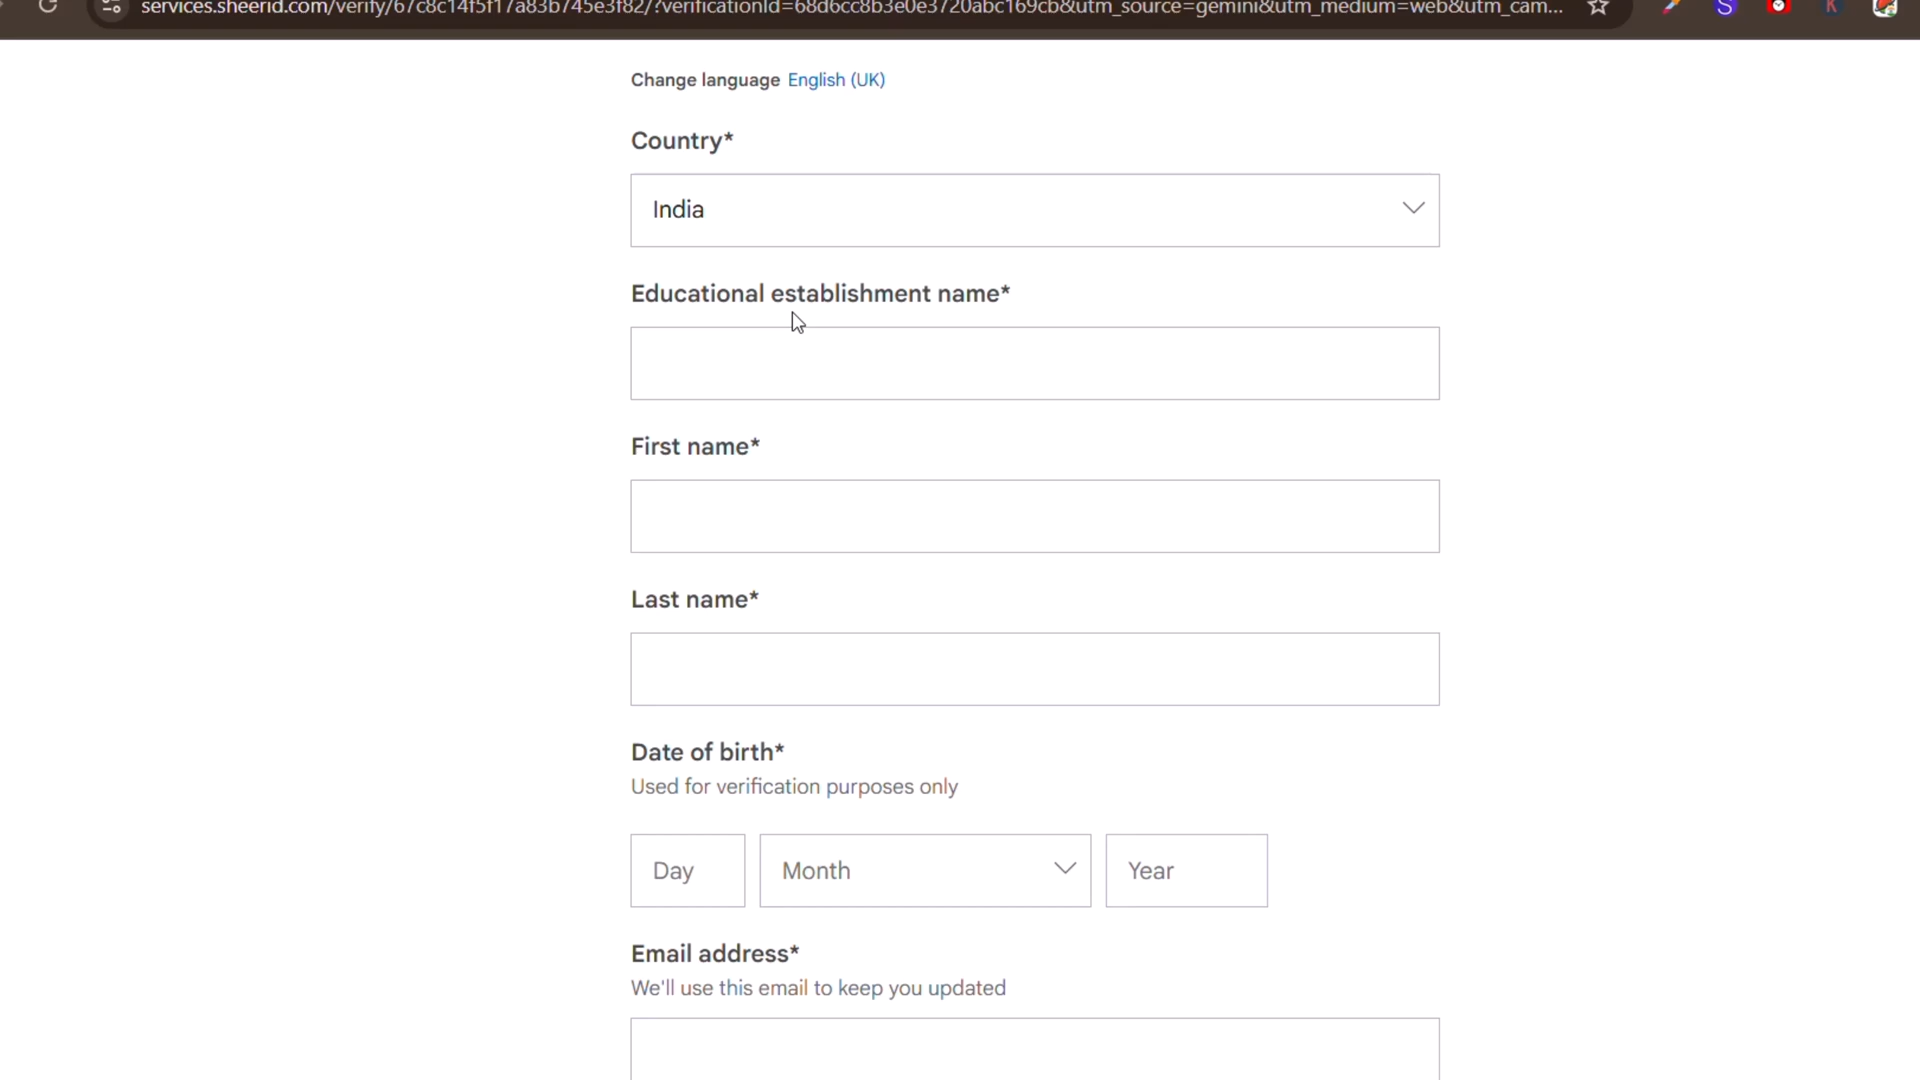 services.sheerid.com/verify/67c8c14f5f17a83b745e3f82/?verificationId=68d6cc8b3e0e3720abc169cb&utm_source=gemini&utm_medium=web&utm_cam...
Change language English (UK)
Country*
India
Educational establishment name*
First name*
Last name*
Date of birth*
Used for verification purposes only
Day Month Year
Email address*
We'll use this email to keep you updated